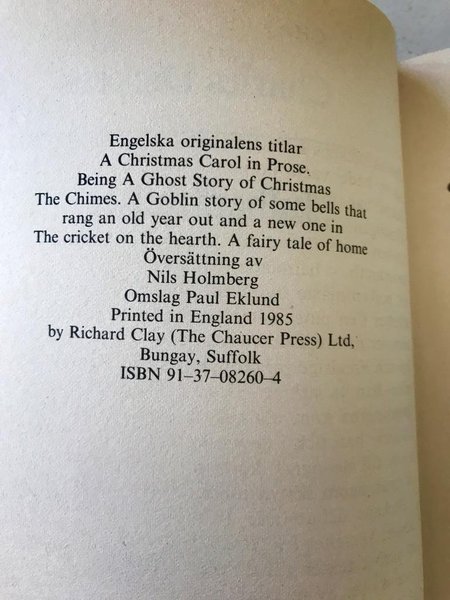 Engelska originalens titlar
A Christmas Carol in Prose.
Being A Ghost Story of Christmas
The Chimes. A Goblin story of some bells that
rang an old year out and a new one in
The cricket on the hearth. A fairy tale of home
Översättning av
Nils Holmberg
Omslag Paul Eklund
Printed in England 1985
by Richard Clay (The Chaucer Press) Ltd,
Bungay, Suffolk
ISBN 91-37-08260-4